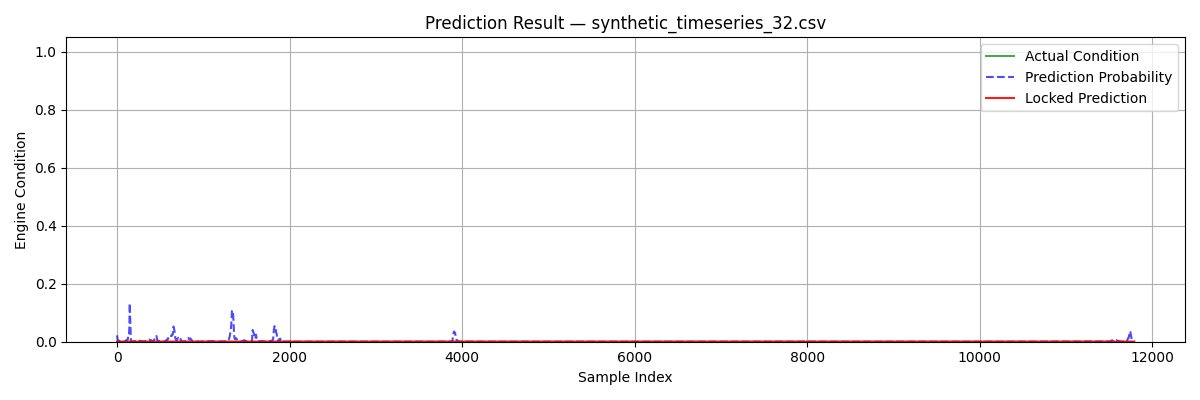 Prediction Result — synthetic_timeseries_32.csv
1.0
0.8
0.6
0.4
0.2
0.0
Engine Condition
Actual Condition
Prediction Probability
Locked Prediction
0
2000
4000
6000
8000
10000
12000
Sample Index